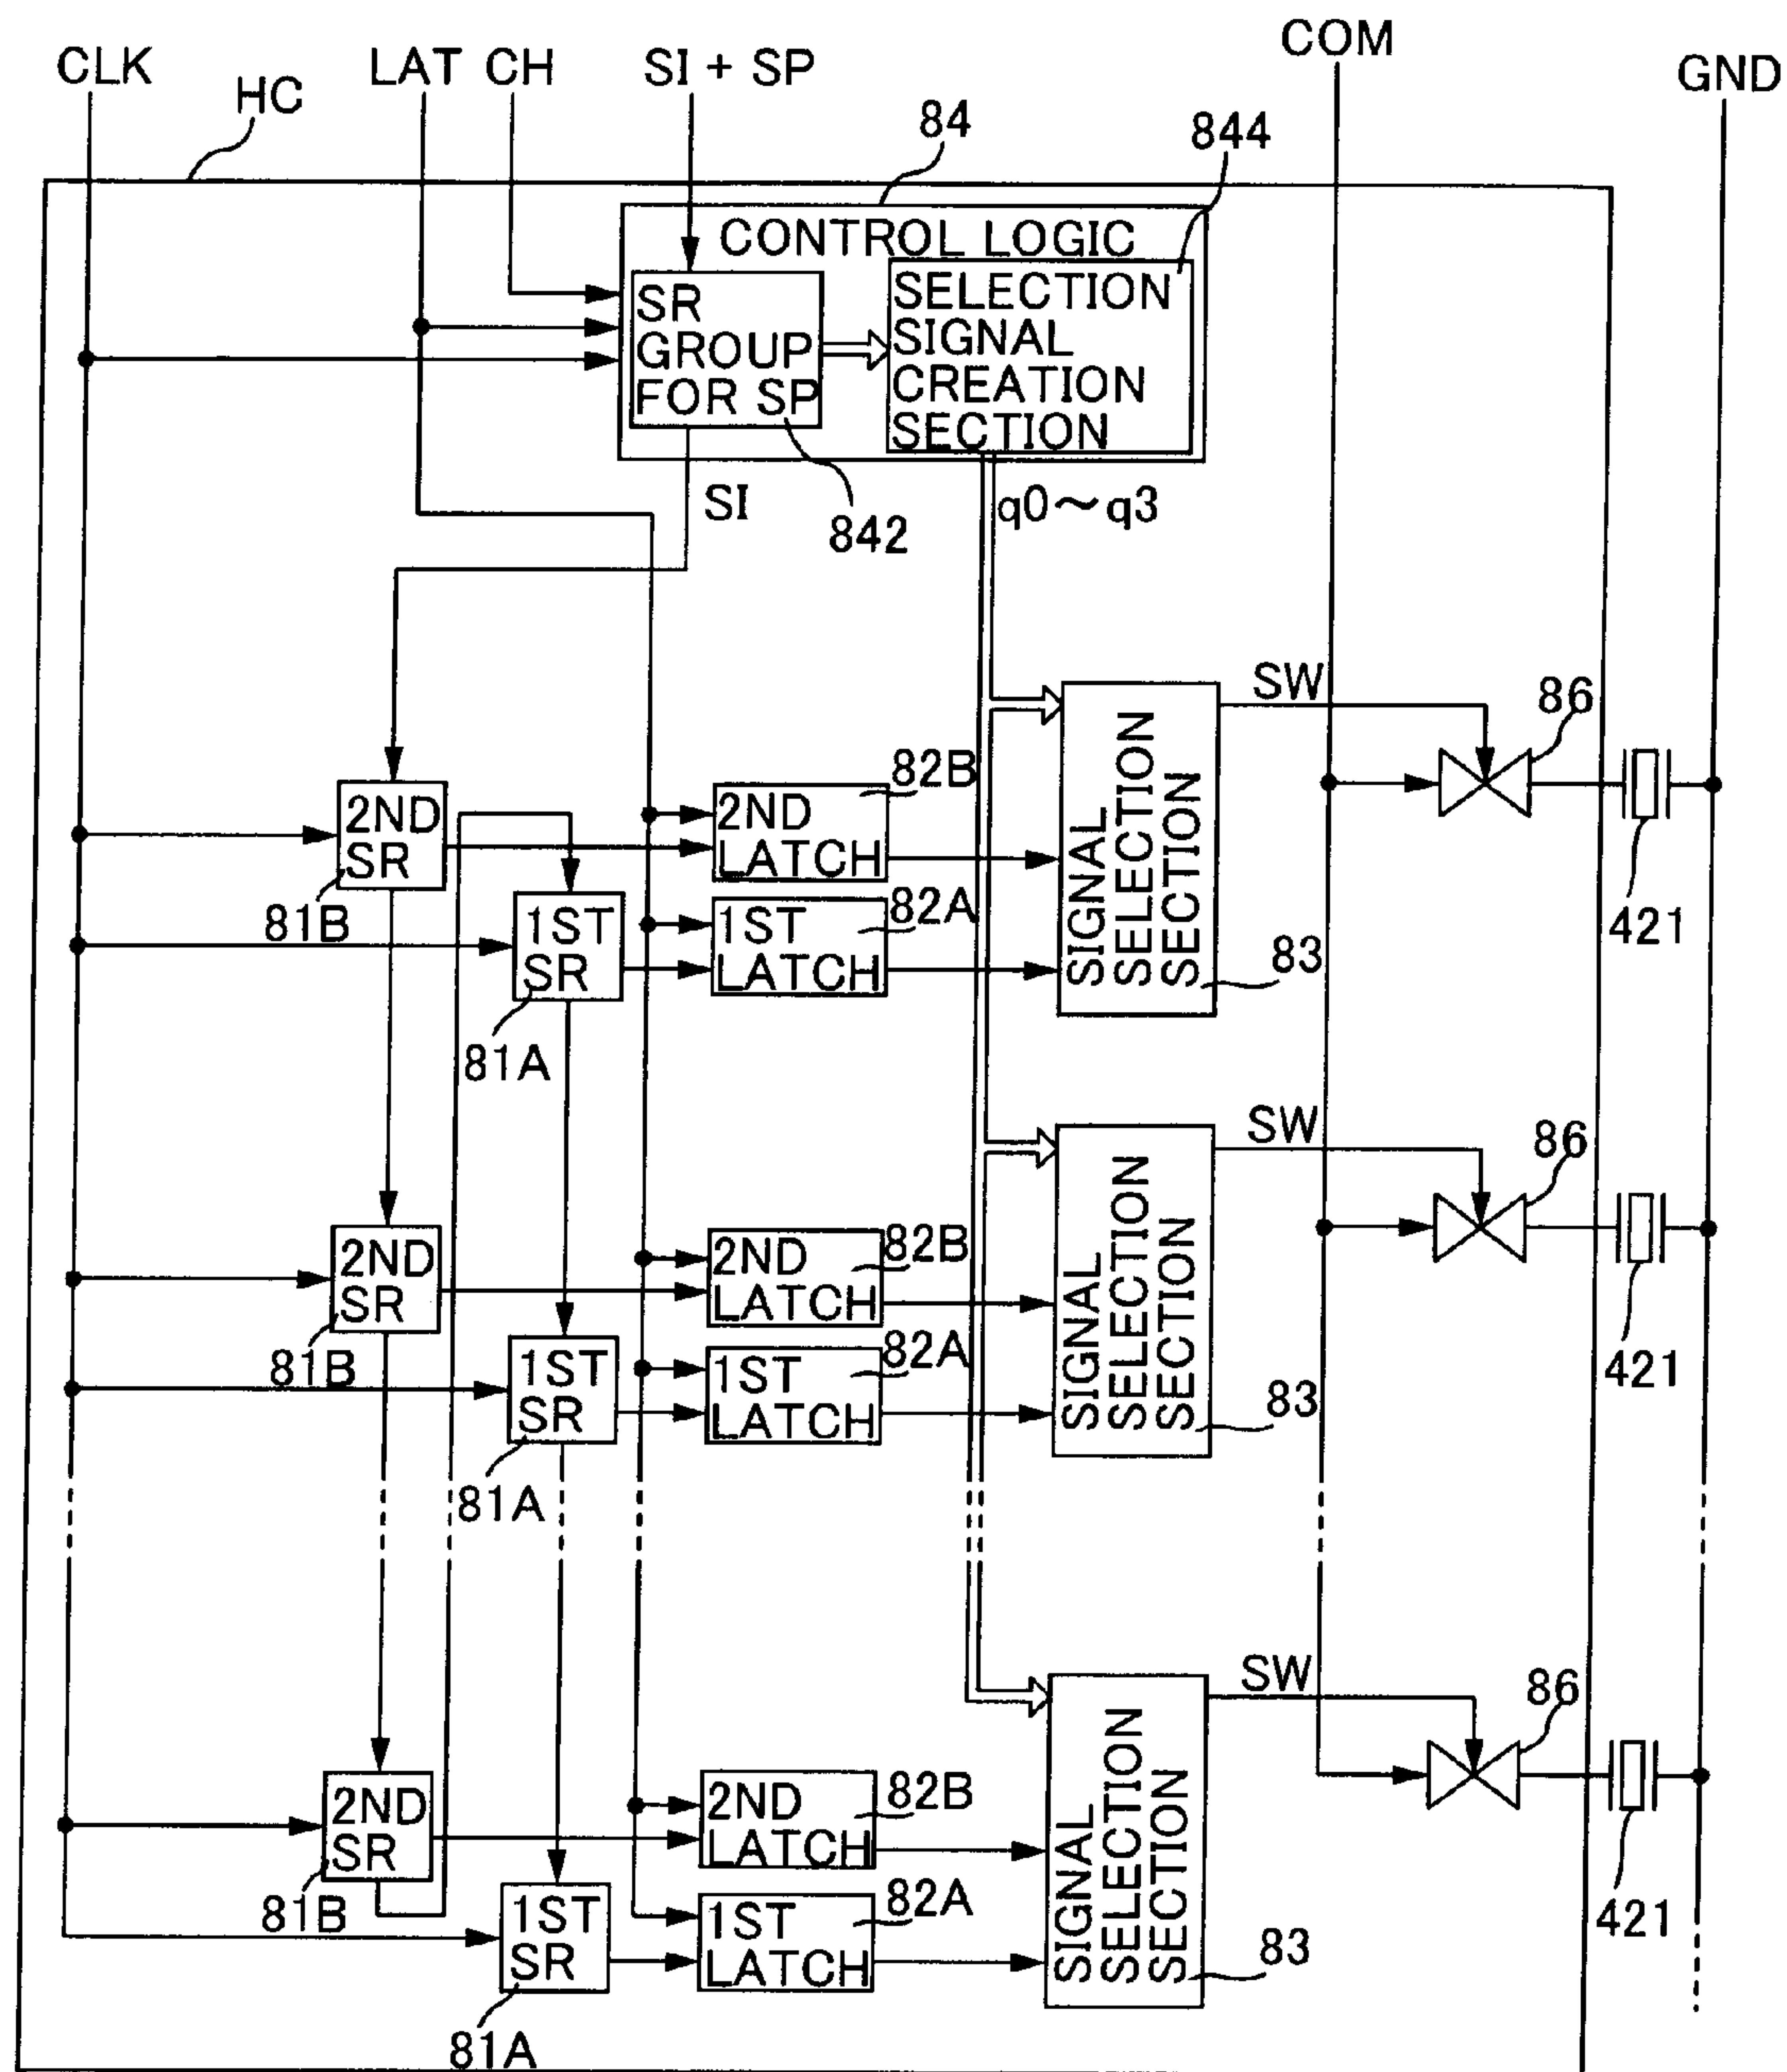 COM
CLK
LAT
CH
SI + SP
GND
HC
84
844
CONTROL LOGIC
SR
GROUP
FOR SP
SELECTION
SIGNAL
CREATION
SECTION
SI
842
q0～q3
SW
86
2ND
SR
81B
1ST
SR
81A
2ND
LATCH
82B
1ST
LATCH
82A
SIGNAL
SELECTION
SECTION
83
421
SW
86
2ND
SR
81B
1ST
SR
81A
2ND
LATCH
82B
1ST
LATCH
82A
SIGNAL
SELECTION
SECTION
83
421
SW
86
2ND
SR
81B
1ST
SR
81A
2ND
LATCH
82B
1ST
LATCH
82A
SIGNAL
SELECTION
SECTION
83
421